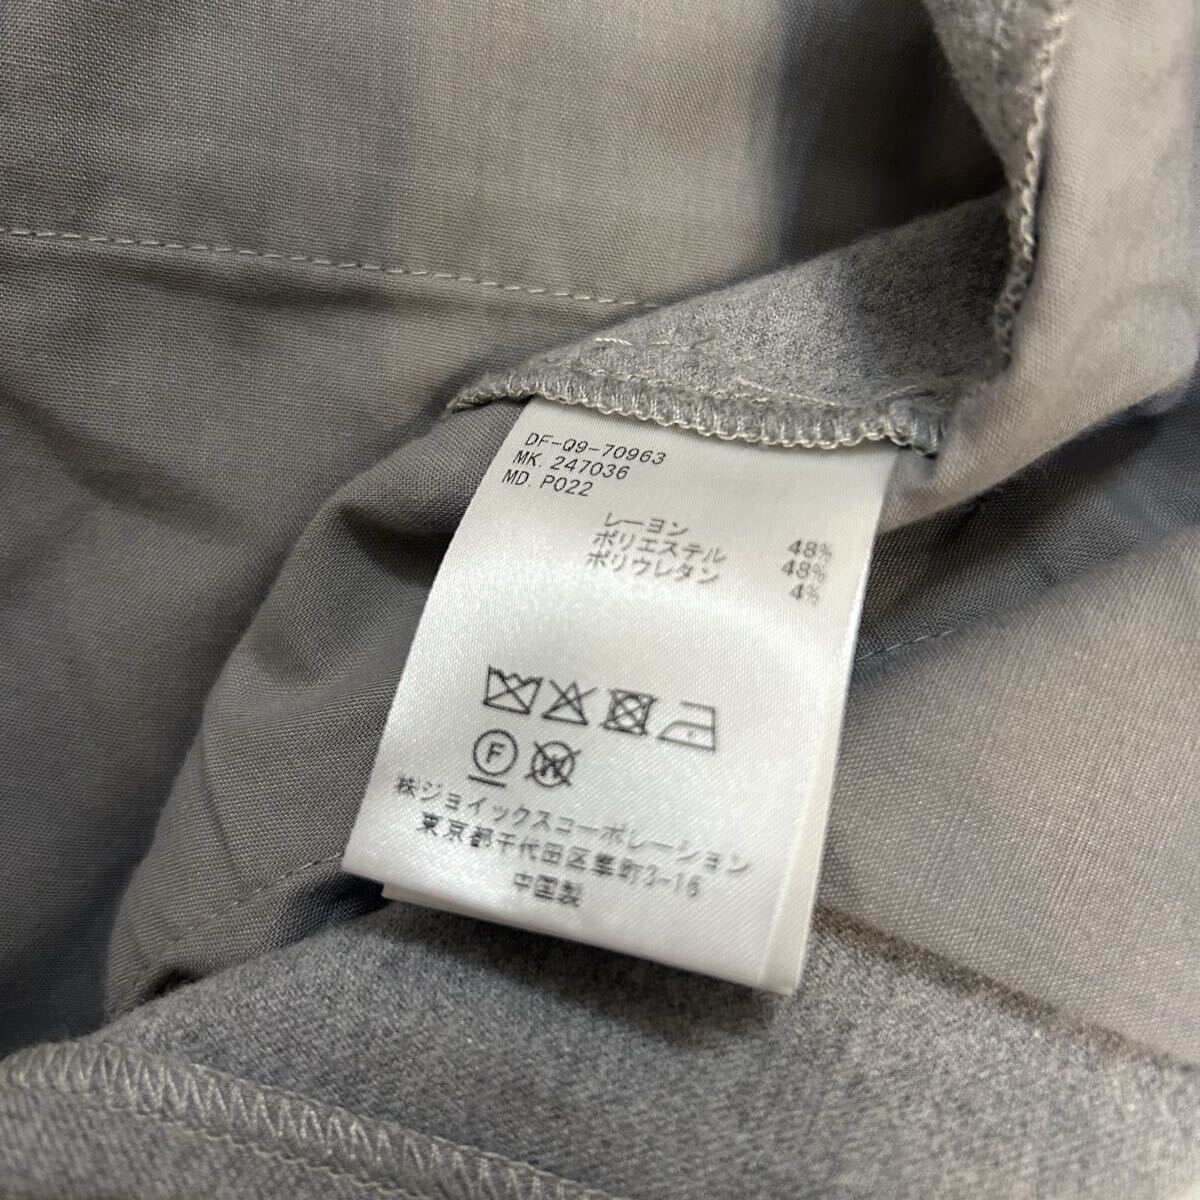 DF-Q9-70963
MK. 247036
MD. P022
レーヨン 48%
ポリエステル 48%
ポリウレタン 4%
F W
株)ジョイックスコーポレーション
東京都千代田区隼町3-16
中国製